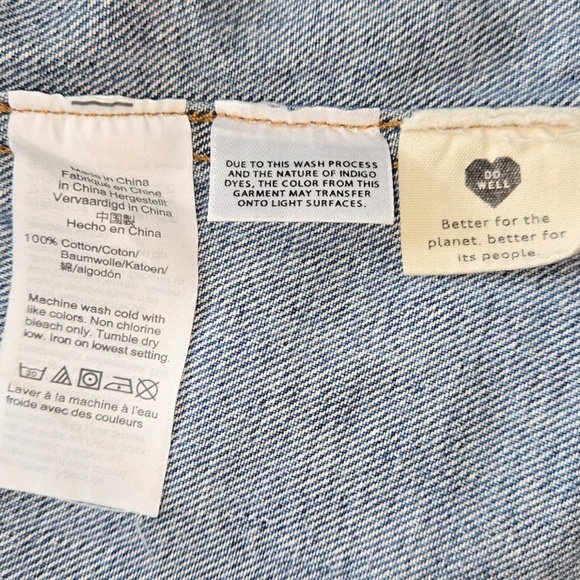 Made in China
Fabriqué en Chine
in China Hergestellt
Vervaardigd in China
中国製
Hecho en China
100% Cotton/Coton/
Baumwolle/Katoen/
綿/algodón
Machine wash cold with
like colors. Non chlorine
bleach only. Tumble dry
low. Iron on lowest setting.
30
Laver à la machine à l'eau
froide avec des couleurs
DUE TO THIS WASH PROCESS
AND THE NATURE OF INDIGO
DYES, THE COLOR FROM THIS
GARMENT MAY TRANSFER
ONTO LIGHT SURFACES.
DO
WELL
Better for the
planet, better for
its people.